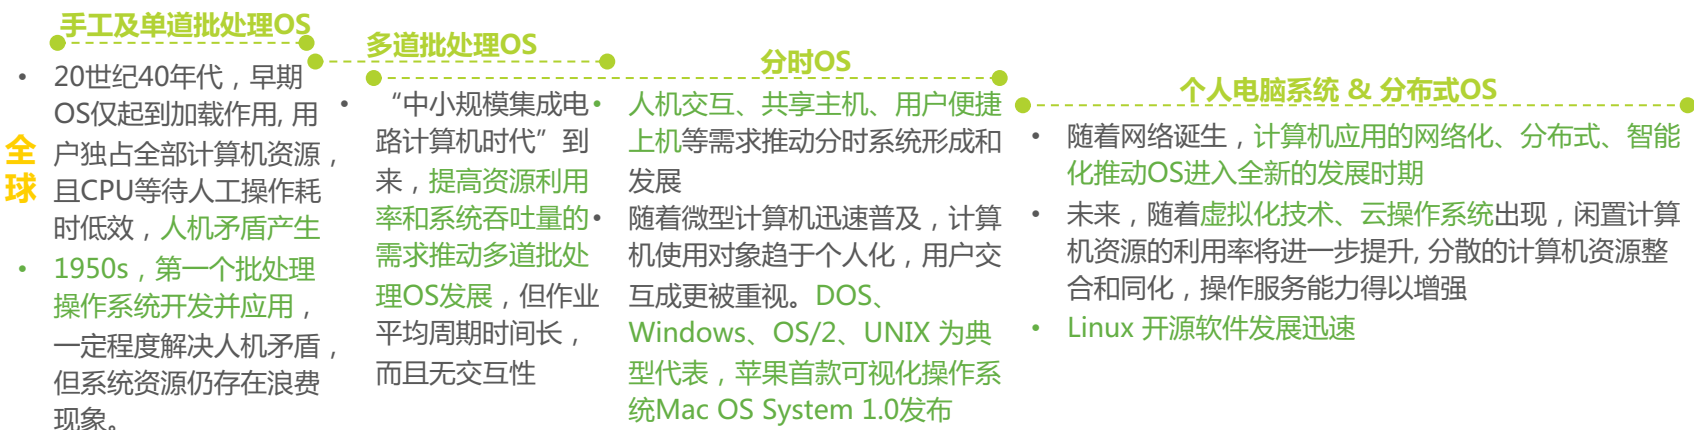 手工及单道批处理OS
• 20世纪40年代，早期
OS仅起到加载作用, 用
户独占全部计算机资源，
且CPU等待人工操作耗
时低效，人机矛盾产生
• 1950s，第一个批处理
操作系统开发并应用，
一定程度解决人机矛盾，
但系统资源仍存在浪费
现象。
全
球
多道批处理OS
• “中小规模集成电
路计算机时代”到
来，提高资源利用
率和系统吞吐量的
需求推动多道批处
理OS发展，但作业
平均周期时间长，
而且无交互性
分时OS
• 人机交互、共享主机、用户便捷
上机等需求推动分时系统形成和
发展
• 随着微型计算机迅速普及，计算
机使用对象趋于个人化，用户交
互成更被重视。DOS、
Windows、OS/2、UNIX 为典
型代表，苹果首款可视化操作系
统Mac OS System 1.0发布
个人电脑系统 & 分布式OS
• 随着网络诞生，计算机应用的网络化、分布式、智能
化推动OS进入全新的发展时期
• 未来，随着虚拟化技术、云操作系统出现，闲置计算
机资源的利用率将进一步提升, 分散的计算机资源整
合和同化，操作服务能力得以增强
• Linux 开源软件发展迅速